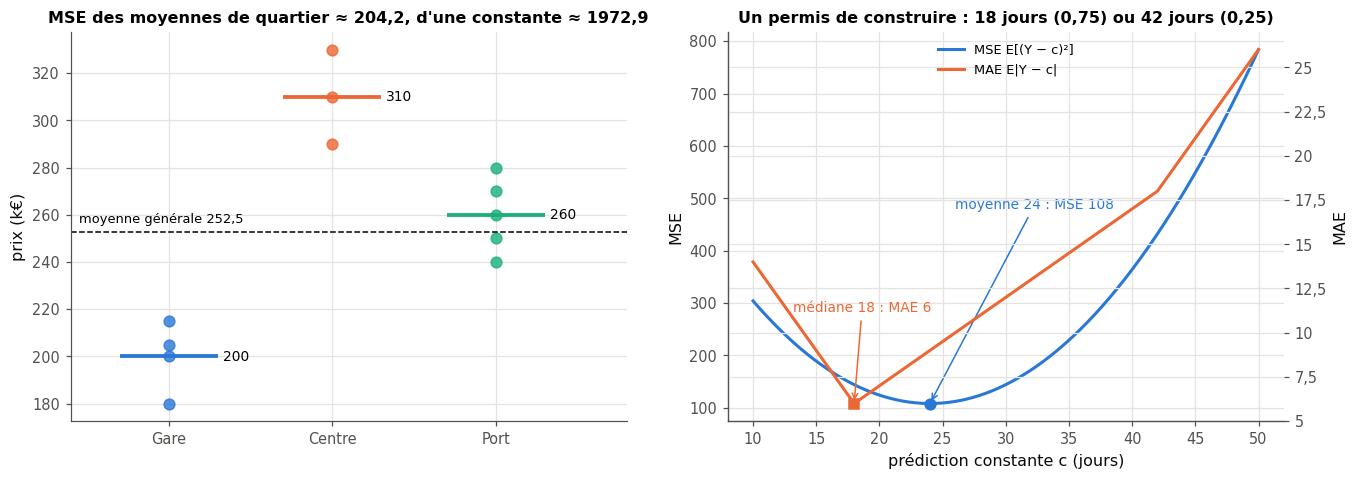 MSE des moyennes de quartier ≈ 204,2, d'une constante ≈ 1972,9
prix (k€)
320
300
280
260
240
220
200
180
310
260
moyenne générale 252,5
200
Gare Centre Port
Un permis de construire : 18 jours (0,75) ou 42 jours (0,25)
MSE E[(Y − c)²]
MAE E|Y − c|
MSE
800
700
600
500
400
300
200
100
moyenne 24 : MSE 108
médiane 18 : MAE 6
25
22,5
20
17,5
15
12,5
10
7,5
5
MAE
10 15 20 25 30 35 40 45 50
prédiction constante c (jours)